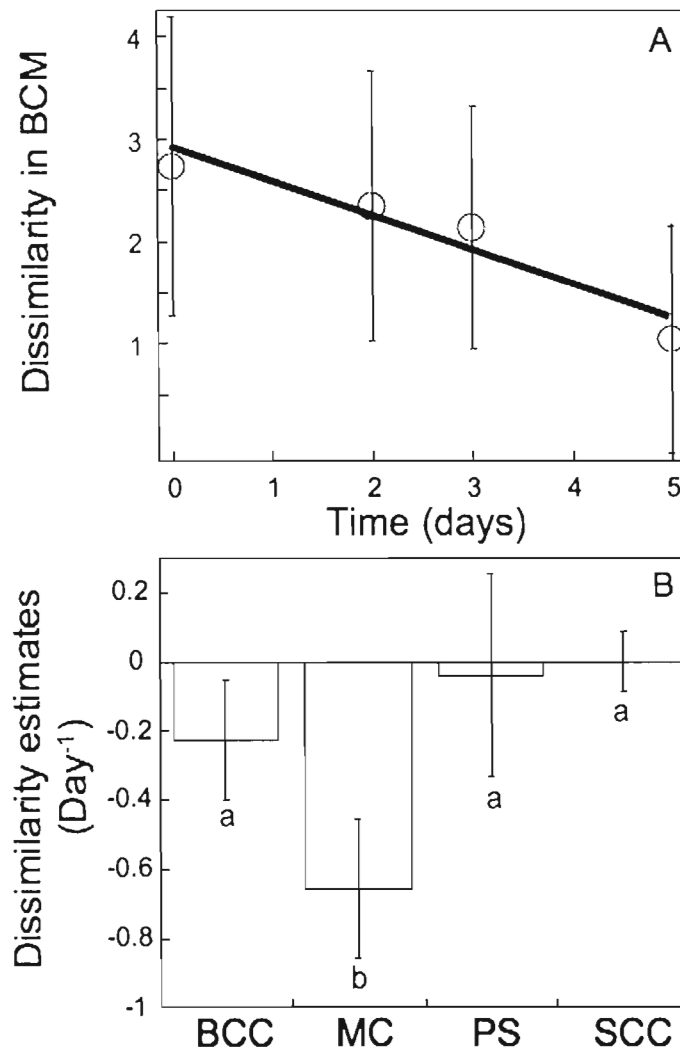 A
Dissimilarity in BCM
4
3
2
1
0 1 2 3 4 5
Time (days)
B
Dissimilarity estimates
(Day⁻¹)
0.2
0
-0.2
-0.4
-0.6
-0.8
-1
a
b
a
a
BCC MC PS SCC